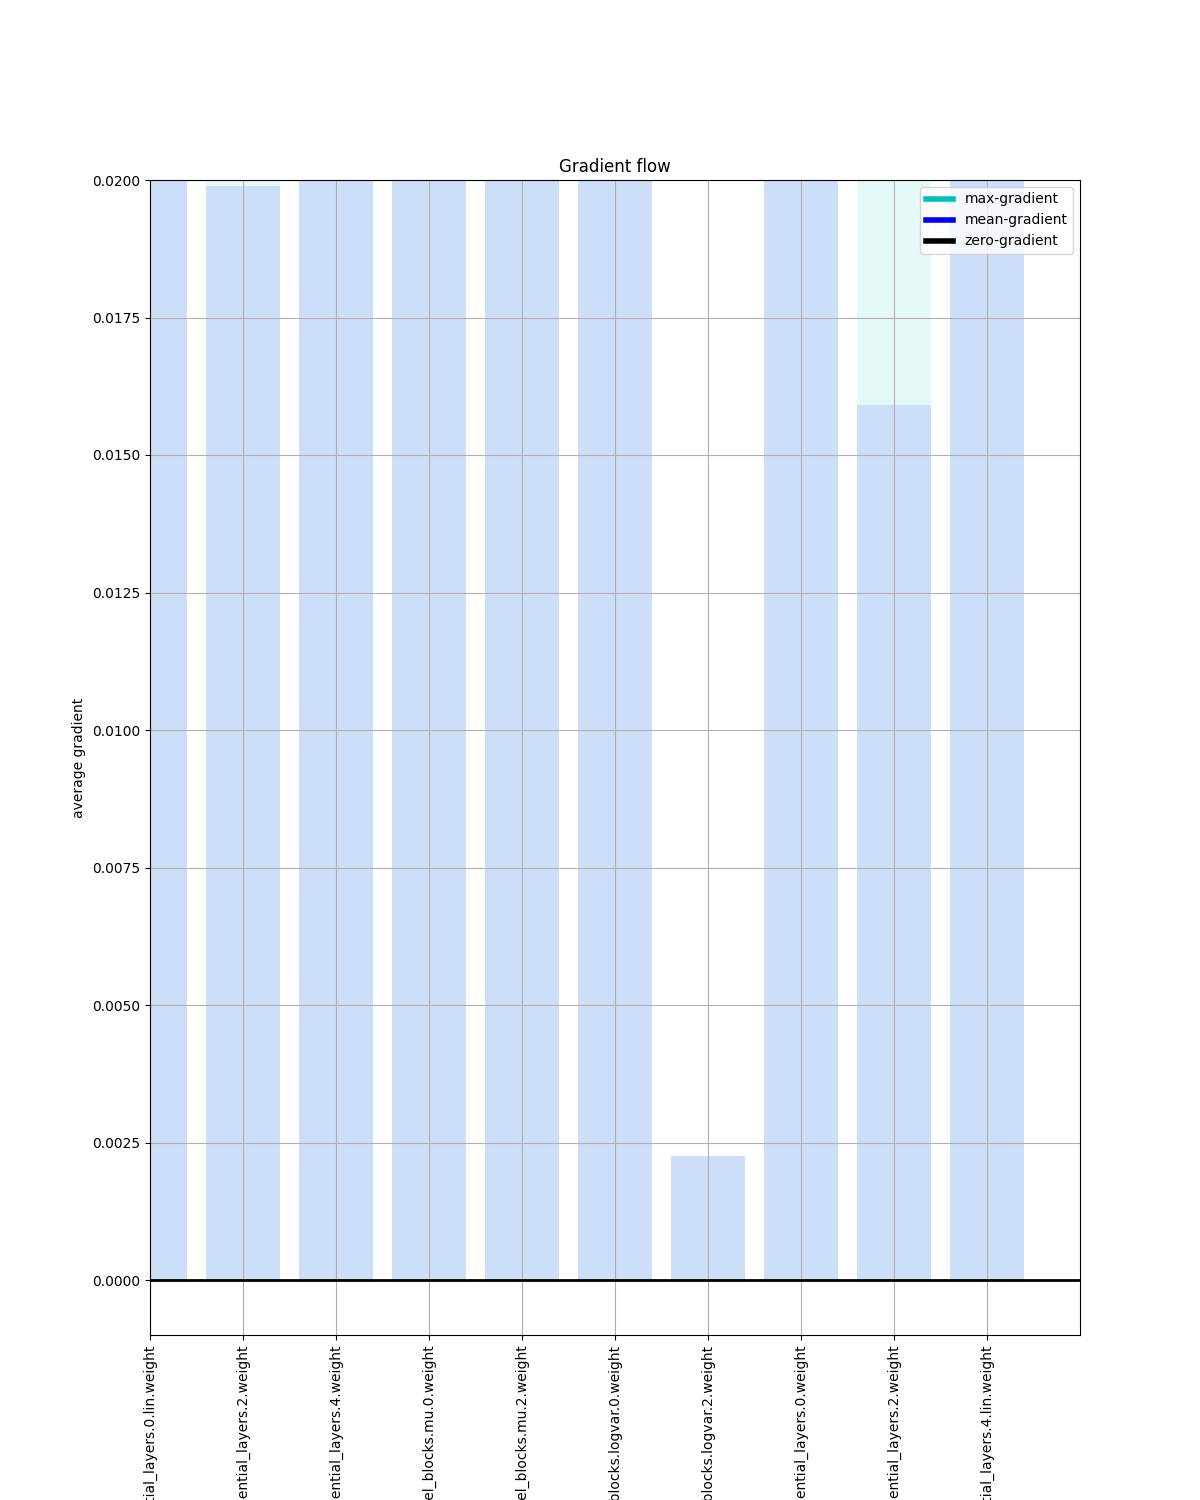 Gradient flow
max-gradient
mean-gradient
zero-gradient
average gradient
0.0200
0.0175
0.0150
0.0125
0.0100
0.0075
0.0050
0.0025
0.0000
tial_layers.0.lin.weight
ential_layers.2.weight
ential_layers.4.weight
el_blocks.mu.0.weight
el_blocks.mu.2.weight
blocks.logvar.0.weight
blocks.logvar.2.weight
ential_layers.0.weight
ential_layers.2.weight
tial_layers.4.lin.weight